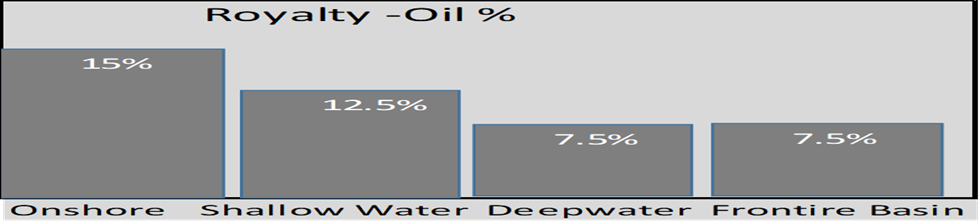 Royalty -Oil %
15%
12.5%
7.5%
7.5%
Onshore Shallow Water Deepwater Frontire Basin